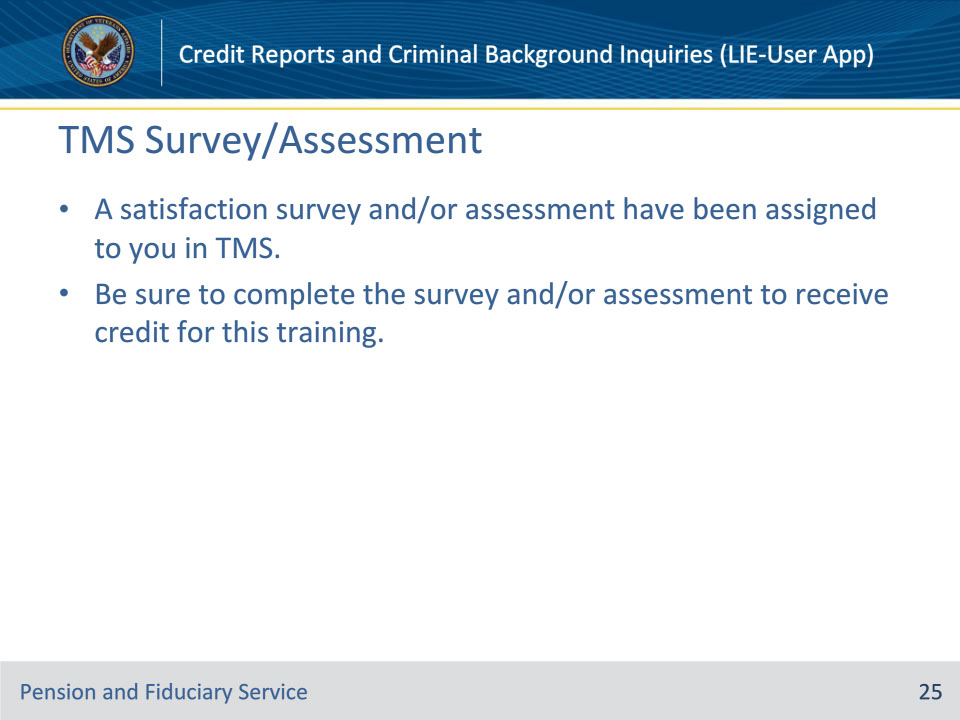 Credit Reports and Criminal Background Inquiries (LIE-User App)
TMS Survey/Assessment
• A satisfaction survey and/or assessment have been assigned
to you in TMS.
• Be sure to complete the survey and/or assessment to receive
credit for this training.
Pension and Fiduciary Service
25